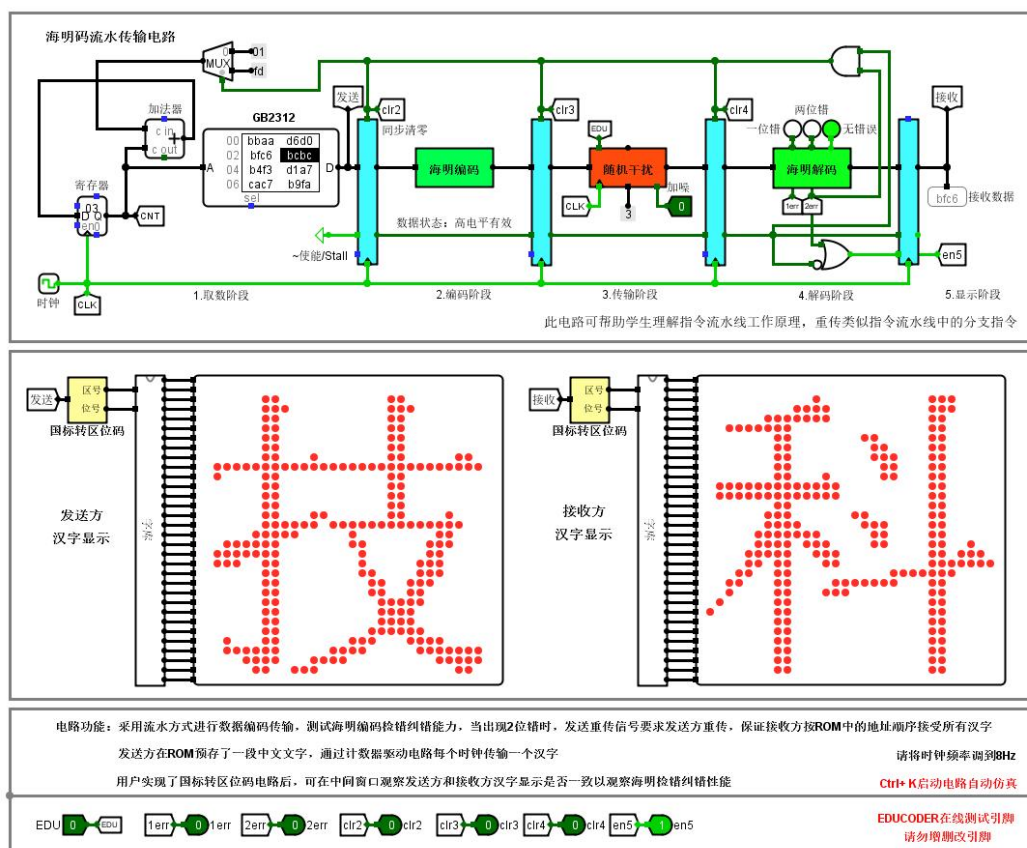 海明码流水传输电路
0 01
MUX
fd
加法器
c in
+
c out
GB2312
00 bbaa d6d0
02 bfc6 bcbc
04 b4f3 d1a7
06 cac7 b9fa
A
D
sel
寄存器
03
D Q
en 0
CNT
时钟
CLK
发送
clr2
同步清零
海明编码
数据状态：高电平有效
~使能/Stall
clr3
EDU
随机干扰
CLK
3
加噪
0
clr4
两位错
一位错
无错误
海明解码
1err
2err
接收
bfc6
接收数据
en5
1.取数阶段
2.编码阶段
3.传输阶段
4.解码阶段
5.显示阶段
此电路可帮助学生理解指令流水线工作原理，重传类似指令流水线中的分支指令
发送
区号
位号
国标转区位码
发送方
汉字显示
字库
技
接收
区号
位号
国标转区位码
接收方
汉字显示
字库
科
电路功能：采用流水方式进行数据编码传输，测试海明编码检错纠错能力，当出现2位错时，发送重传信号要求发送方重传，保证接收方按ROM中的地址顺序接受所有汉字
发送方在ROM预存了一段中文文字，通过计数器驱动电路每个时钟传输一个汉字
请将时钟频率调到8Hz
用户实现了国标转区位码电路后，可在中间窗口观察发送方和接收方汉字显示是否一致以观察海明检错纠错性能
Ctrl+ K启动电路自动仿真
EDU 0 EDU
1err 0 1err
2err 0 2err
clr2 0 clr2
clr3 0 clr3
clr4 0 clr4
en5 1 en5
EDUCODER在线测试引脚
请勿增删改引脚